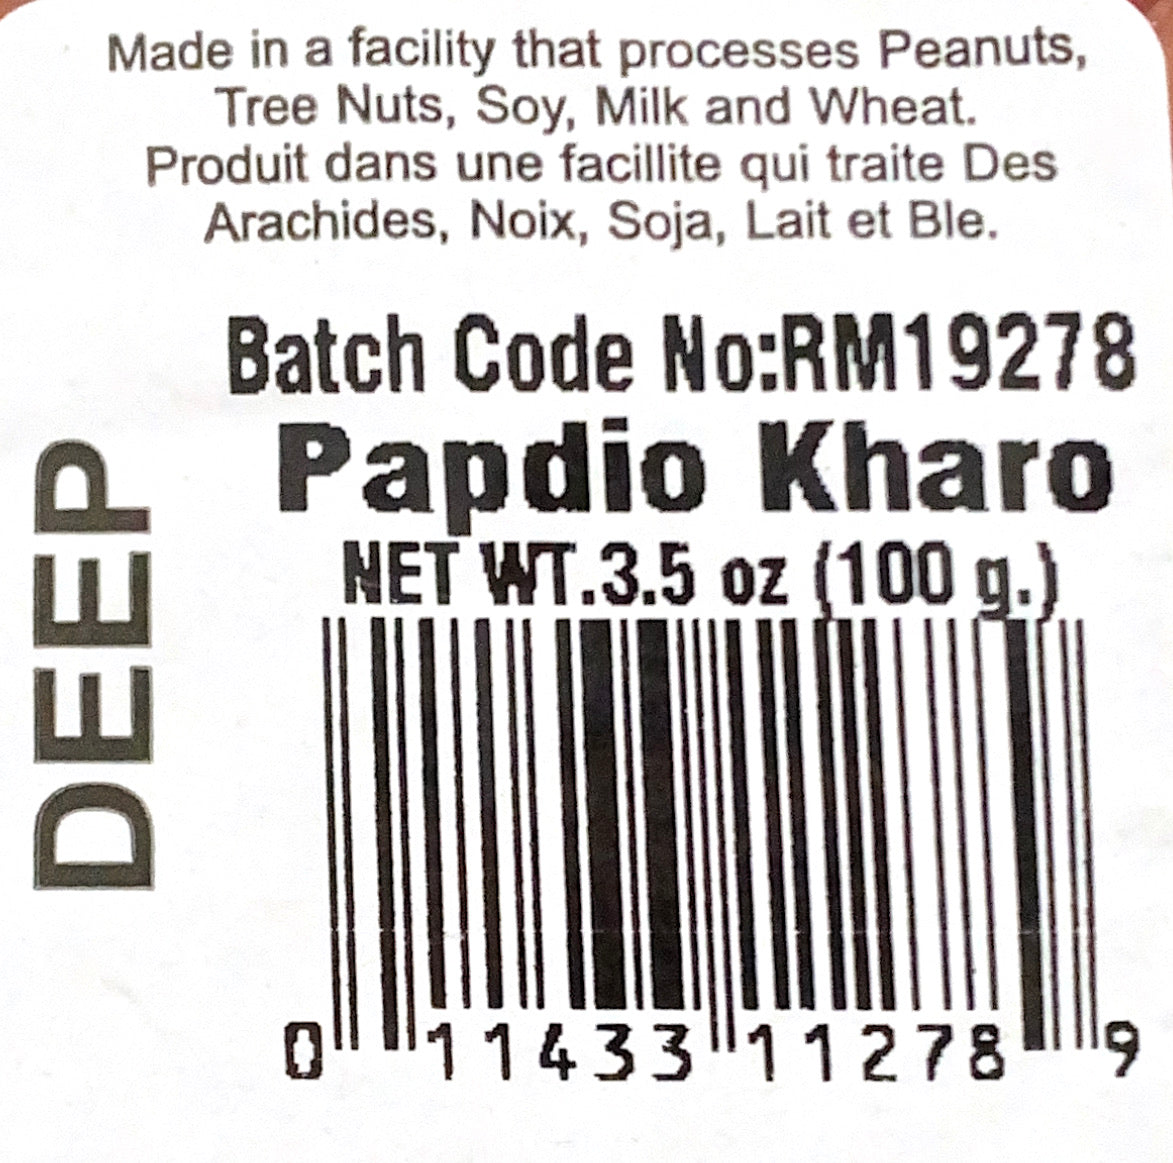 Made in a facility that processes Peanuts,
Tree Nuts, Soy, Milk and Wheat.
Produit dans une facillite qui traite Des
Arachides, Noix, Soja, Lait et Ble.
Batch Code No:RM19278
Papdio Kharo
NET WT.3.5 oz (100 g.)
DEEP
0 11433 11278 9